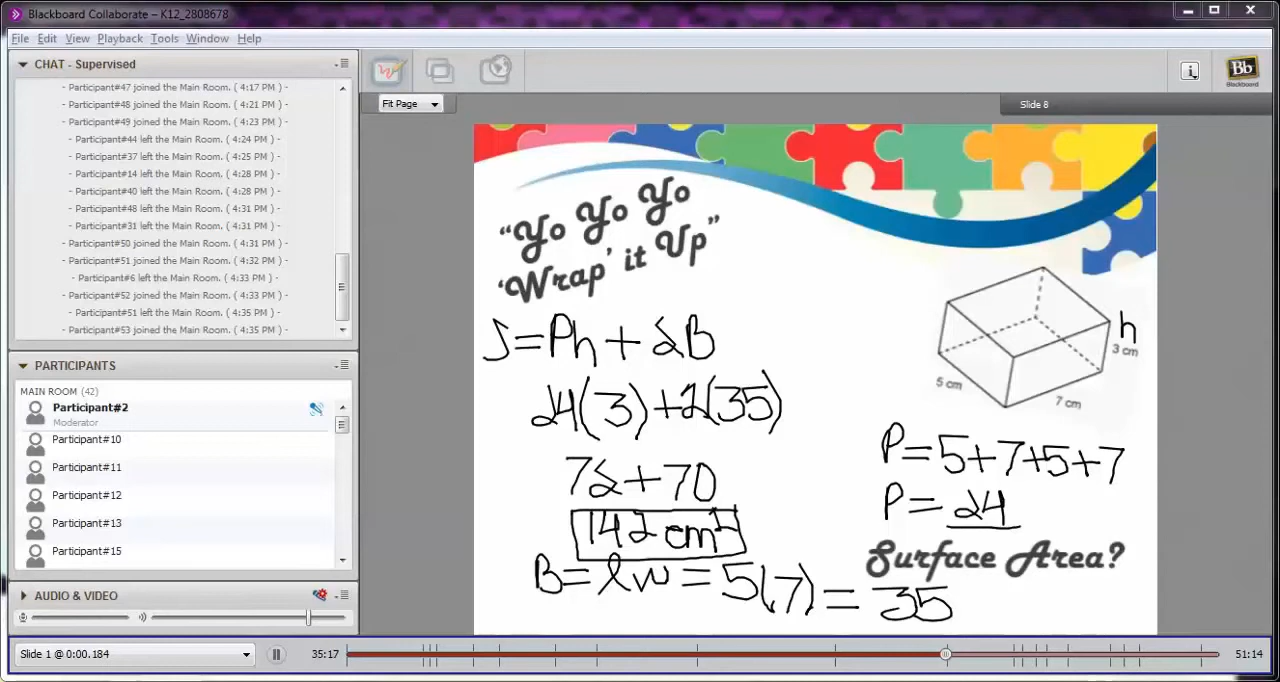 Blackboard Collaborate – K12_2808678
File Edit View Playback Tools Window Help
CHAT - Supervised
- Participant#47 joined the Main Room. ( 4:17 PM ) -
- Participant#48 joined the Main Room. ( 4:21 PM ) -
- Participant#49 joined the Main Room. ( 4:23 PM ) -
- Participant#44 left the Main Room. ( 4:24 PM ) -
- Participant#37 left the Main Room. ( 4:25 PM ) -
- Participant#14 left the Main Room. ( 4:28 PM ) -
- Participant#40 left the Main Room. ( 4:28 PM ) -
- Participant#48 left the Main Room. ( 4:31 PM ) -
- Participant#31 left the Main Room. ( 4:31 PM ) -
- Participant#50 joined the Main Room. ( 4:31 PM ) -
- Participant#51 joined the Main Room. ( 4:32 PM ) -
- Participant#6 left the Main Room. ( 4:33 PM ) -
- Participant#52 joined the Main Room. ( 4:33 PM ) -
- Participant#51 left the Main Room. ( 4:35 PM ) -
- Participant#53 joined the Main Room. ( 4:35 PM ) -
PARTICIPANTS
MAIN ROOM (42)
Participant#2
Moderator
Participant#10
Participant#11
Participant#12
Participant#13
Participant#15
AUDIO & VIDEO
Slide 1 @ 0:00.184
35:17
51:14
Fit Page
Slide 8
Bb
Blackboard
"Yo Yo Yo
'Wrap' it Up"
S=Ph+2B
24(3)+2(35)
72+70
142 cm²
B=lw=5(7)=35
h
3 cm
5 cm
7 cm
P=5+7+5+7
P=24
Surface Area?